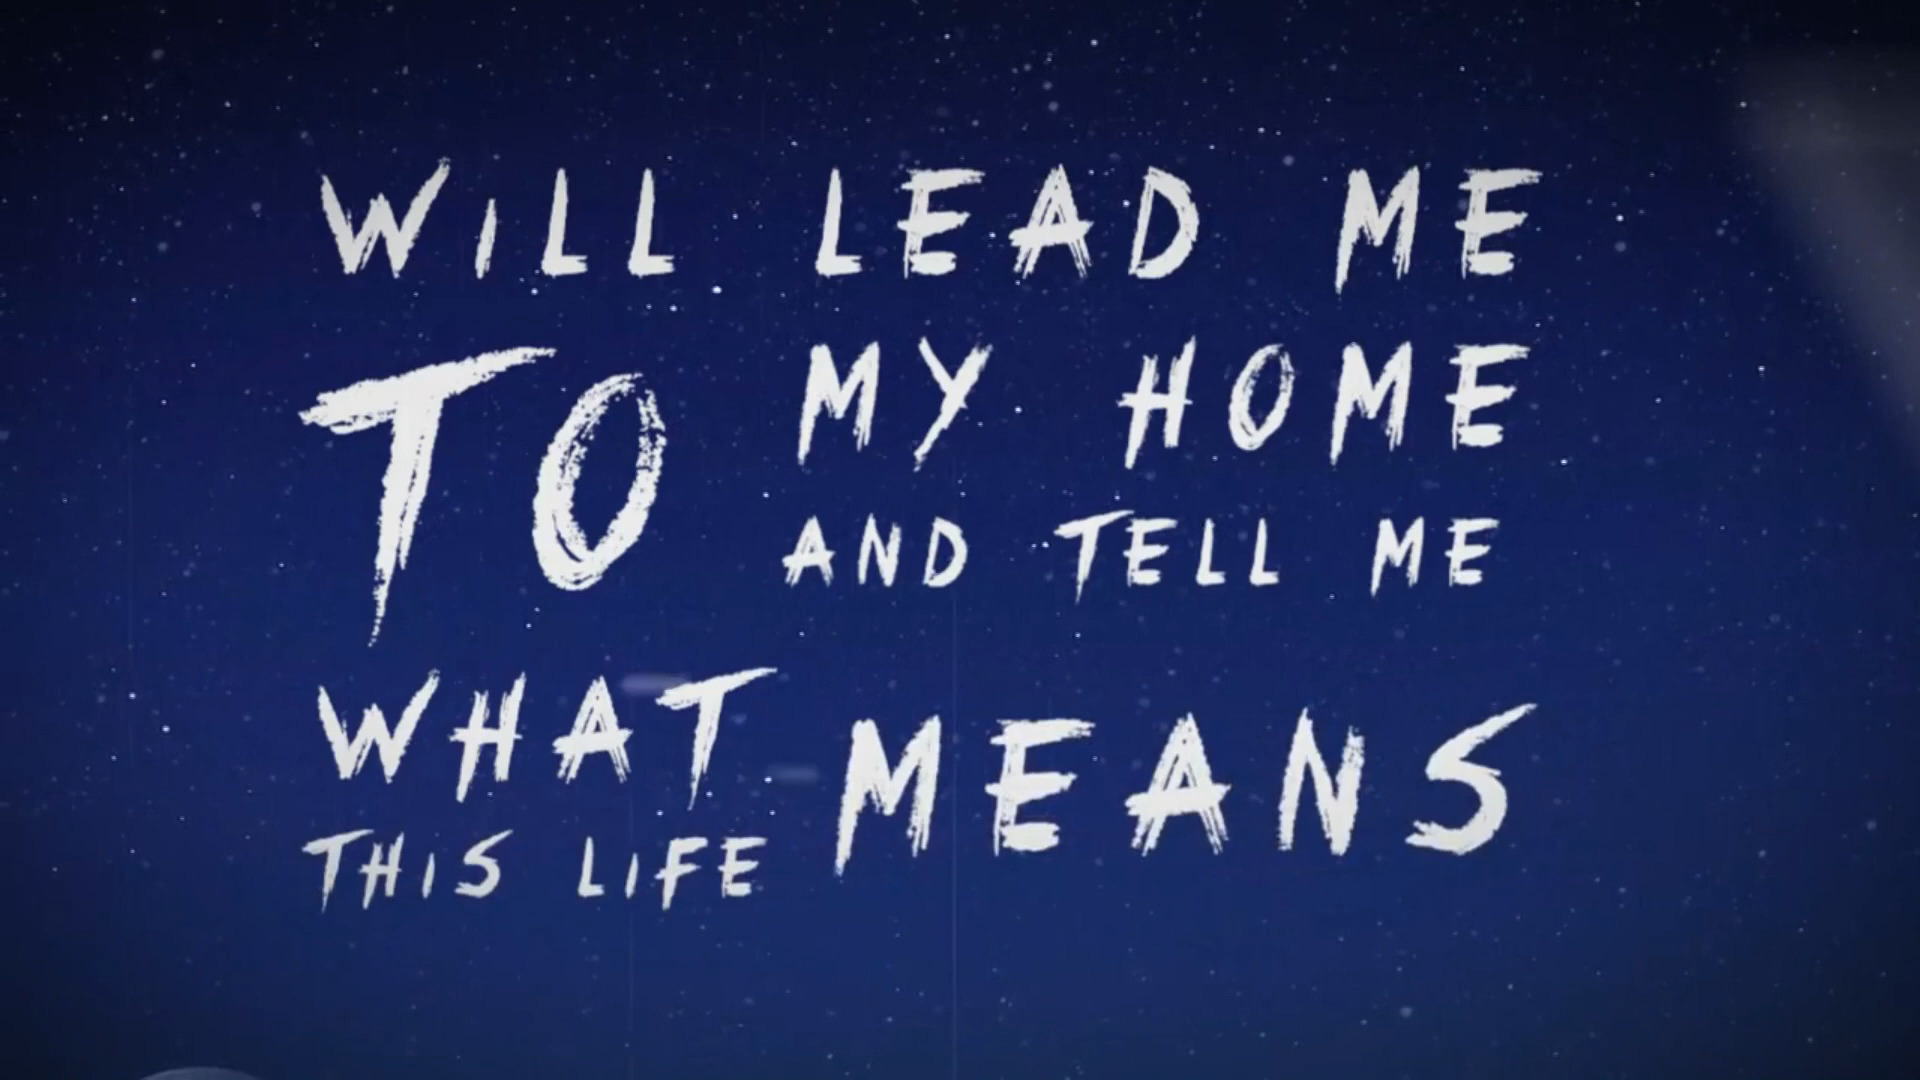 WILL LEAD ME
TO MY HOME
AND TELL ME
WHAT MEANS
THIS LIFE